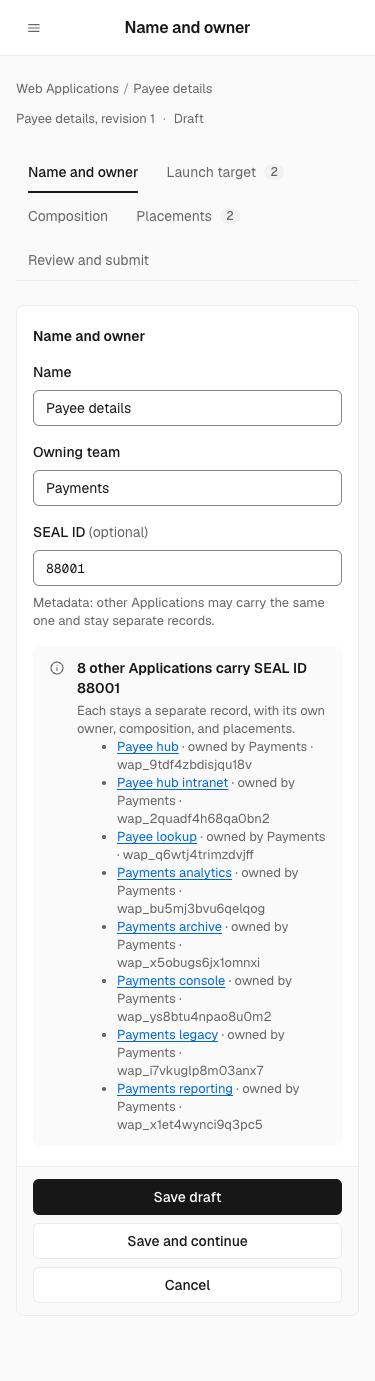 Name and owner
Web Applications / Payee details
Payee details, revision 1 · Draft
Name and owner Launch target 2
Composition Placements 2
Review and submit
Name and owner
Name
Payee details
Owning team
Payments
SEAL ID (optional)
88001
Metadata: other Applications may carry the same
one and stay separate records.
8 other Applications carry SEAL ID
88001
Each stays a separate record, with its own
owner, composition, and placements.
• Payee hub · owned by Payments ·
wap_9tdf4zbdisjqu18v
• Payee hub intranet · owned by
Payments ·
wap_2quadf4h68qa0bn2
• Payee lookup · owned by Payments
· wap_q6wtj4trimzdvjff
• Payments analytics · owned by
Payments ·
wap_bu5mj3bvu6qelqog
• Payments archive · owned by
Payments ·
wap_x5obugs6jx1omnxi
• Payments console · owned by
Payments ·
wap_ys8btu4npao8u0m2
• Payments legacy · owned by
Payments ·
wap_i7vkuglp8m03anx7
• Payments reporting · owned by
Payments ·
wap_x1et4wynci9q3pc5
Save draft
Save and continue
Cancel